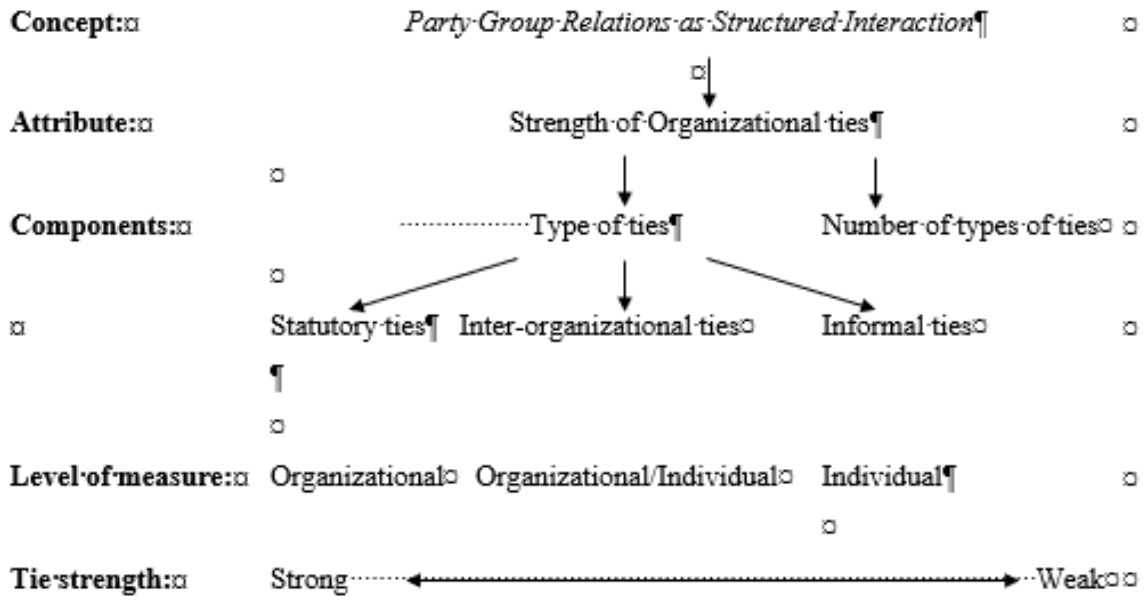 Concept: Party Group Relations as Structured Interaction
Attribute: Strength of Organizational ties
Components: Type of ties Number of types of ties
Statutory ties Inter-organizational ties Informal ties
Level of measure: Organizational Organizational/Individual Individual
Tie strength: Strong Weak